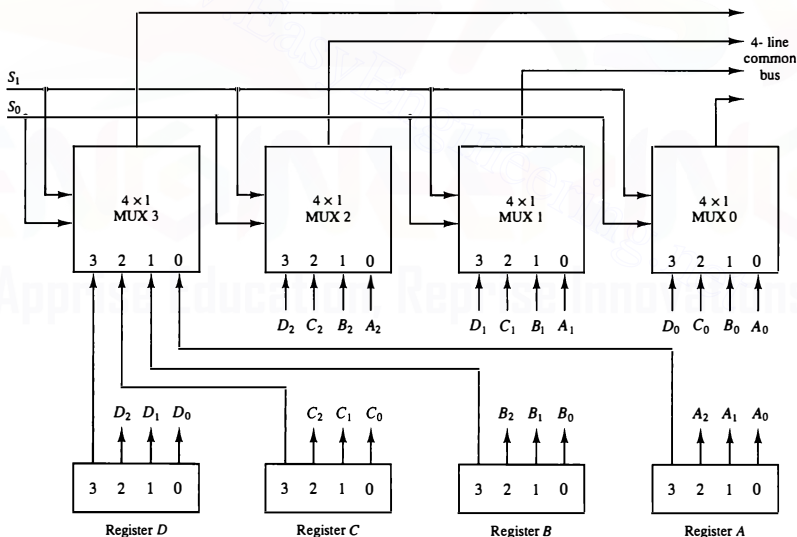 4- line
common
bus
S₁
S₀
4 × 1
MUX 3
3 2 1 0
4 × 1
MUX 2
3 2 1 0
4 × 1
MUX 1
3 2 1 0
4 × 1
MUX 0
3 2 1 0
D₂ C₂ B₂ A₂
D₁ C₁ B₁ A₁
D₀ C₀ B₀ A₀
Apprise Education, Reprise Innovations
D₂ D₁ D₀
C₂ C₁ C₀
B₂ B₁ B₀
A₂ A₁ A₀
3 2 1 0
3 2 1 0
3 2 1 0
3 2 1 0
Register D
Register C
Register B
Register A